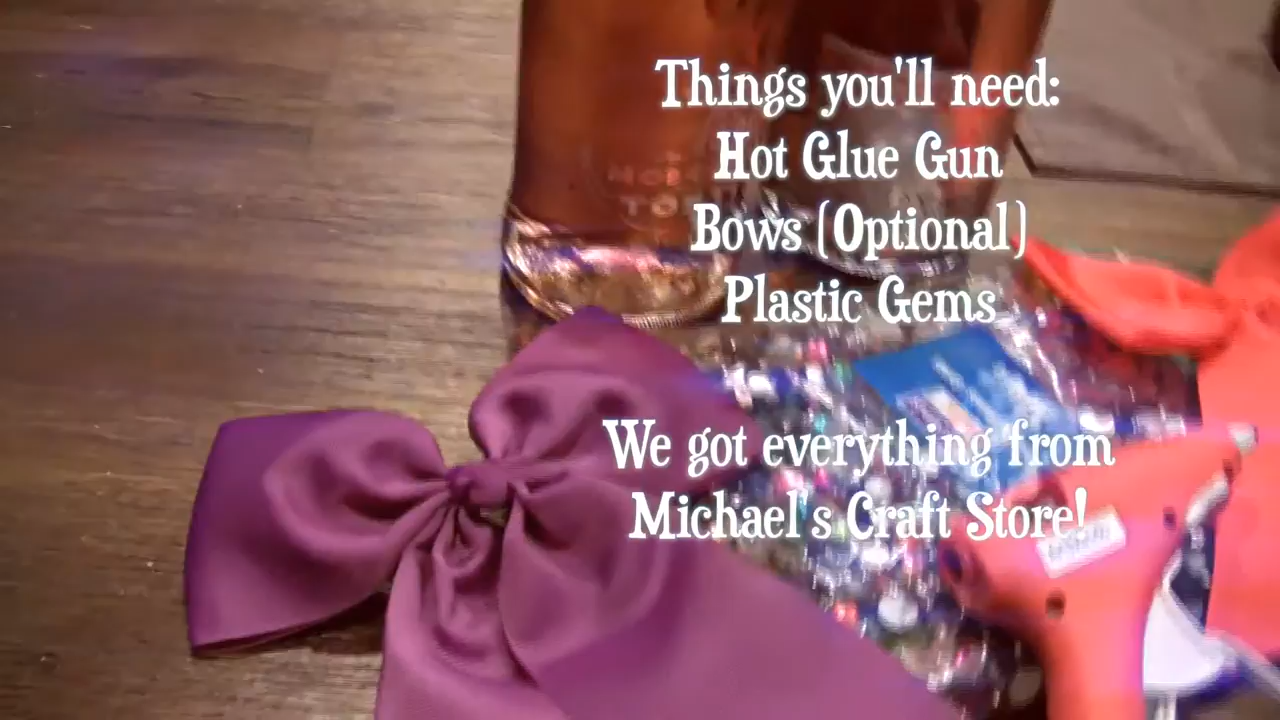 Things you'll need:
Hot Glue Gun
Bows (Optional)
Plastic Gems
We got everything from
Michael's Craft Store!